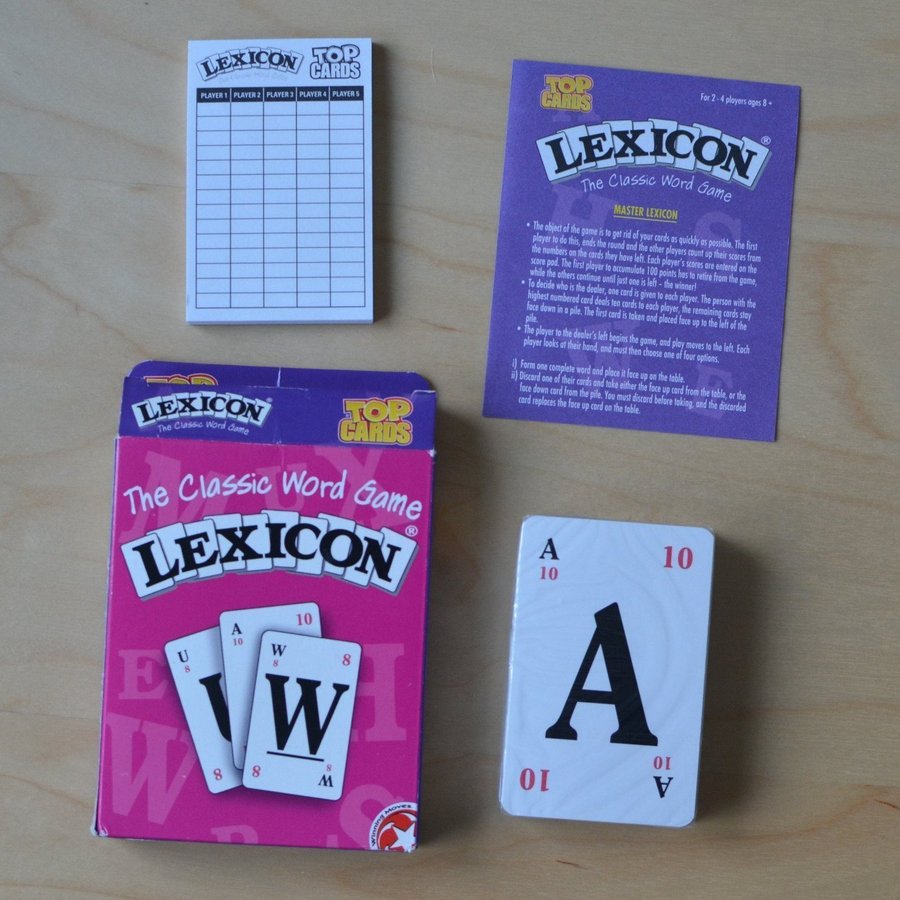 LEXICON
The Classic Word Game
TOP
CARDS
PLAYER 1 PLAYER 2 PLAYER 3 PLAYER 4 PLAYER 5
TOP
CARDS
For 2 - 4 players ages 8 +
LEXICON®
The Classic Word Game
MASTER LEXICON
• The object of the game is to get rid of your cards as quickly as possible. The first
player to do this, ends the round and the other players count up their scores from
the numbers on the cards they have left. Each player's scores are entered on the
score pad. The first player to accumulate 100 points has to retire from the game,
while the others continue until just one is left - the winner!
• To decide who is the dealer, one card is given to each player. The person with the
highest numbered card deals ten cards to each player, the remaining cards stay
face down in a pile. The first card is taken and placed face up to the left of the
pile.
• The player to the dealer's left begins the game, and play moves to the left. Each
player looks at their hand, and must then choose one of four options.
i) Form one complete word and place it face up on the table.
ii) Discard one of their cards and take either the face up card from the table, or the
face down card from the pile. You must discard before taking, and the discarded
card replaces the face up card on the table.
TOP
LEXICON®
The Classic Word Game
TOP
CARDS
The Classic Word Game
LEXICON®
U
8
U
8
A
10
10
W
8
8
W
8
8
W
Winning Moves
A
10
10
A
10
10
A